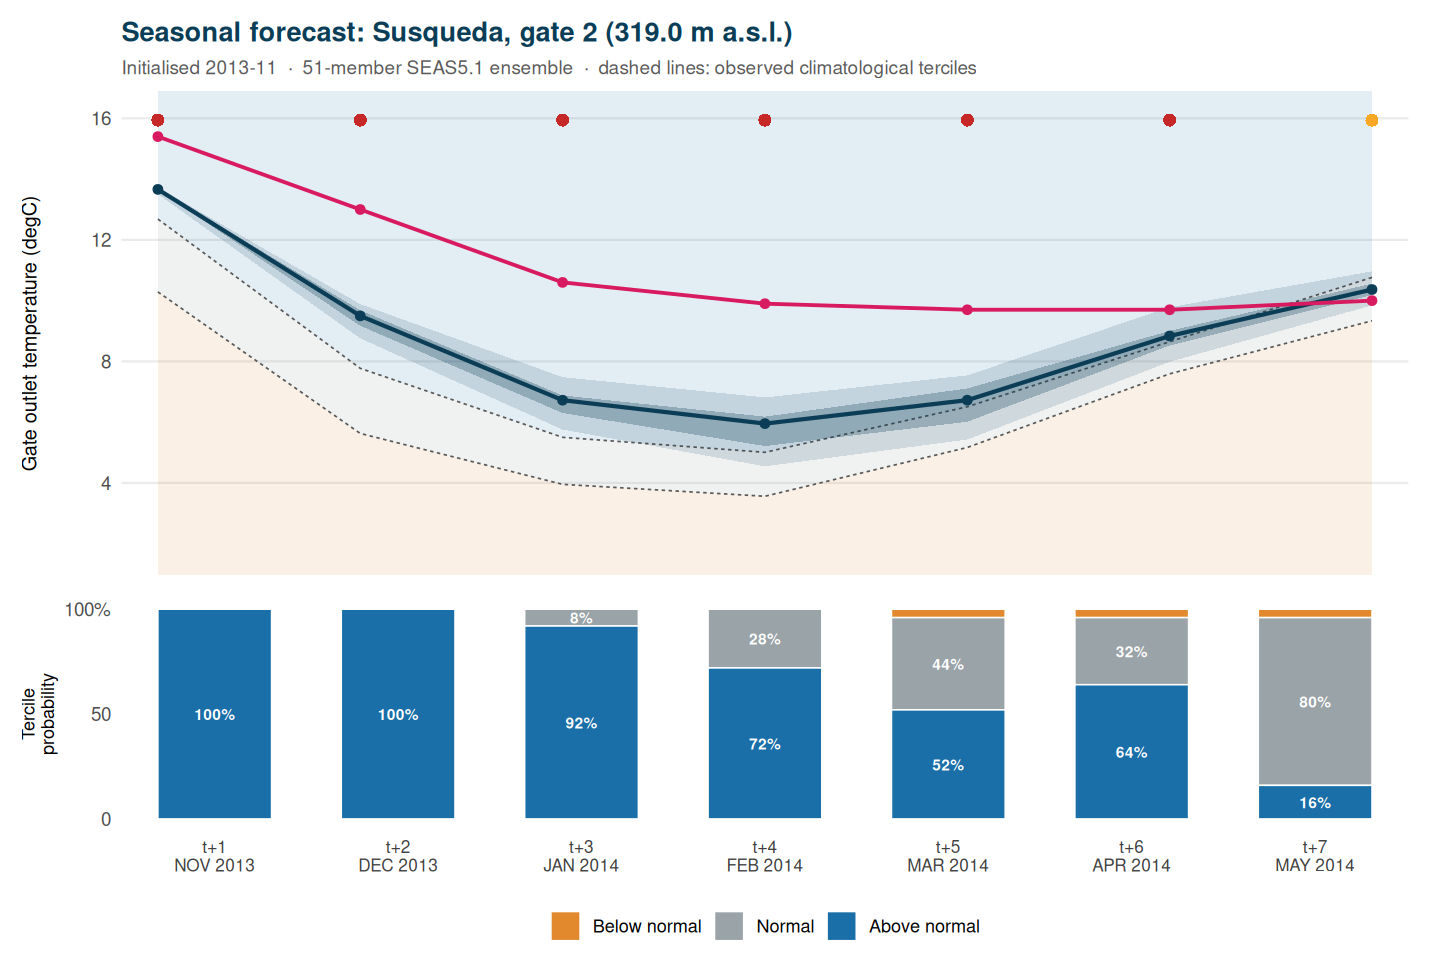 Seasonal forecast: Susqueda, gate 2 (319.0 m a.s.l.)
Initialised 2013-11 · 51-member SEAS5.1 ensemble · dashed lines: observed climatological terciles
Gate outlet temperature (degC)
16
12
8
4
Tercile
probability
100%
50
0
100%
100%
8%
92%
28%
72%
44%
52%
32%
64%
80%
16%
t+1
NOV 2013
t+2
DEC 2013
t+3
JAN 2014
t+4
FEB 2014
t+5
MAR 2014
t+6
APR 2014
t+7
MAY 2014
Below normal
Normal
Above normal